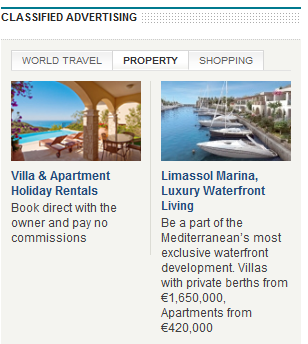 CLASSIFIED ADVERTISING
WORLD TRAVEL PROPERTY SHOPPING
Villa & Apartment
Holiday Rentals
Book direct with the
owner and pay no
commissions
Limassol Marina,
Luxury Waterfront
Living
Be a part of the
Mediterranean's most
exclusive waterfront
development. Villas
with private berths from
€1,650,000,
Apartments from
€420,000